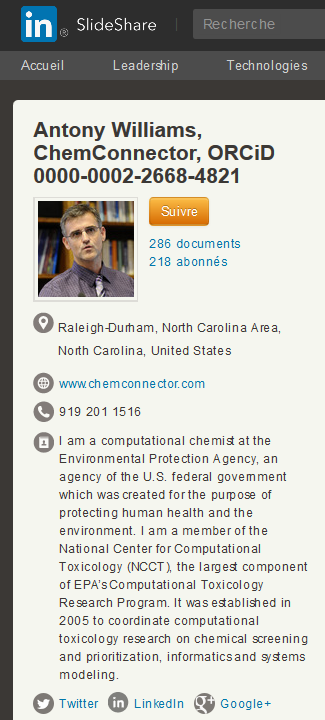 in ® SlideShare Recherche
Accueil Leadership Technologies
Antony Williams,
ChemConnector, ORCiD
0000-0002-2668-4821
Suivre
286 documents
218 abonnés
Raleigh-Durham, North Carolina Area,
North Carolina, United States
www.chemconnector.com
919 201 1516
I am a computational chemist at the
Environmental Protection Agency, an
agency of the U.S. federal government
which was created for the purpose of
protecting human health and the
environment. I am a member of the
National Center for Computational
Toxicology (NCCT), the largest component
of EPA's Computational Toxicology
Research Program. It was established in
2005 to coordinate computational
toxicology research on chemical screening
and prioritization, informatics and systems
modeling.
Twitter in LinkedIn g+ Google+